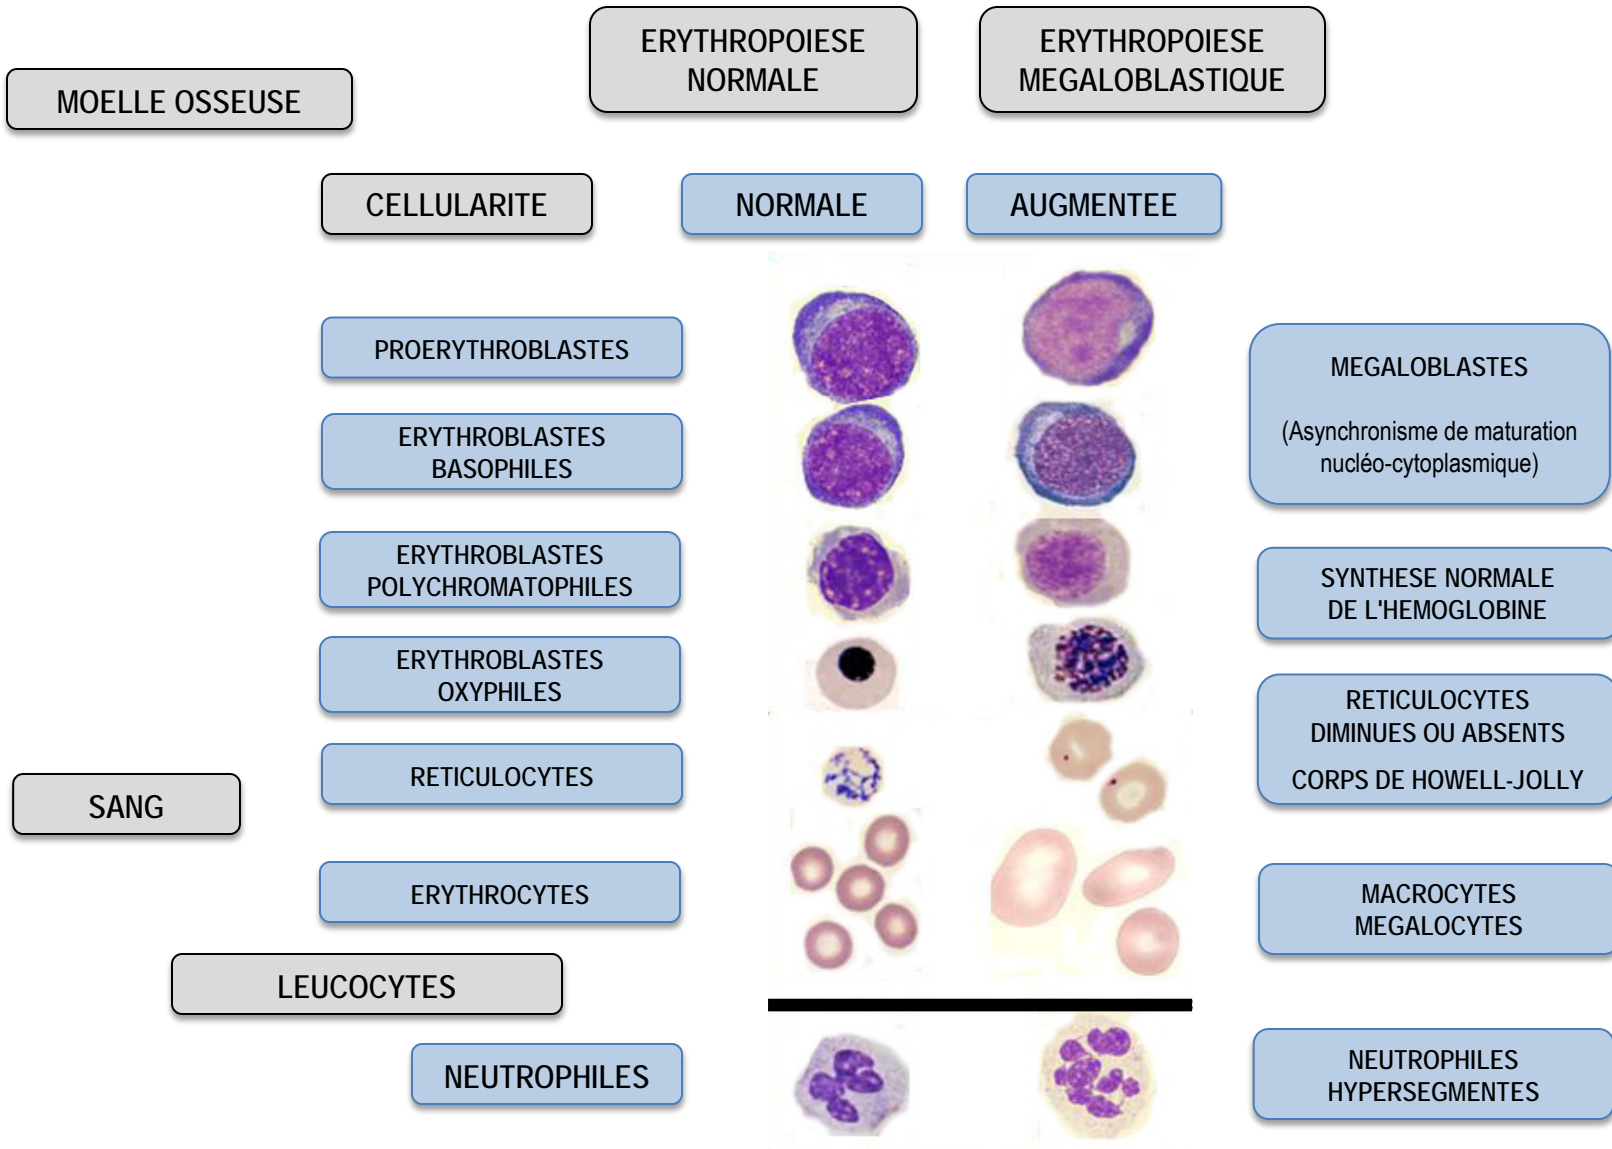 ERYTHROPOIESE
NORMALE
ERYTHROPOIESE
MEGALOBLASTIQUE
MOELLE OSSEUSE
CELLULARITE
NORMALE
AUGMENTEE
PROERYTHROBLASTES
MEGALOBLASTES
(Asynchronisme de maturation
nucléo-cytoplasmique)
ERYTHROBLASTES
BASOPHILES
ERYTHROBLASTES
POLYCHROMATOPHILES
SYNTHESE NORMALE
DE L'HEMOGLOBINE
ERYTHROBLASTES
OXYPHILES
RETICULOCYTES
DIMINUES OU ABSENTS
CORPS DE HOWELL-JOLLY
RETICULOCYTES
SANG
ERYTHROCYTES
MACROCYTES
MEGALOCYTES
LEUCOCYTES
NEUTROPHILES
NEUTROPHILES
HYPERSEGMENTES